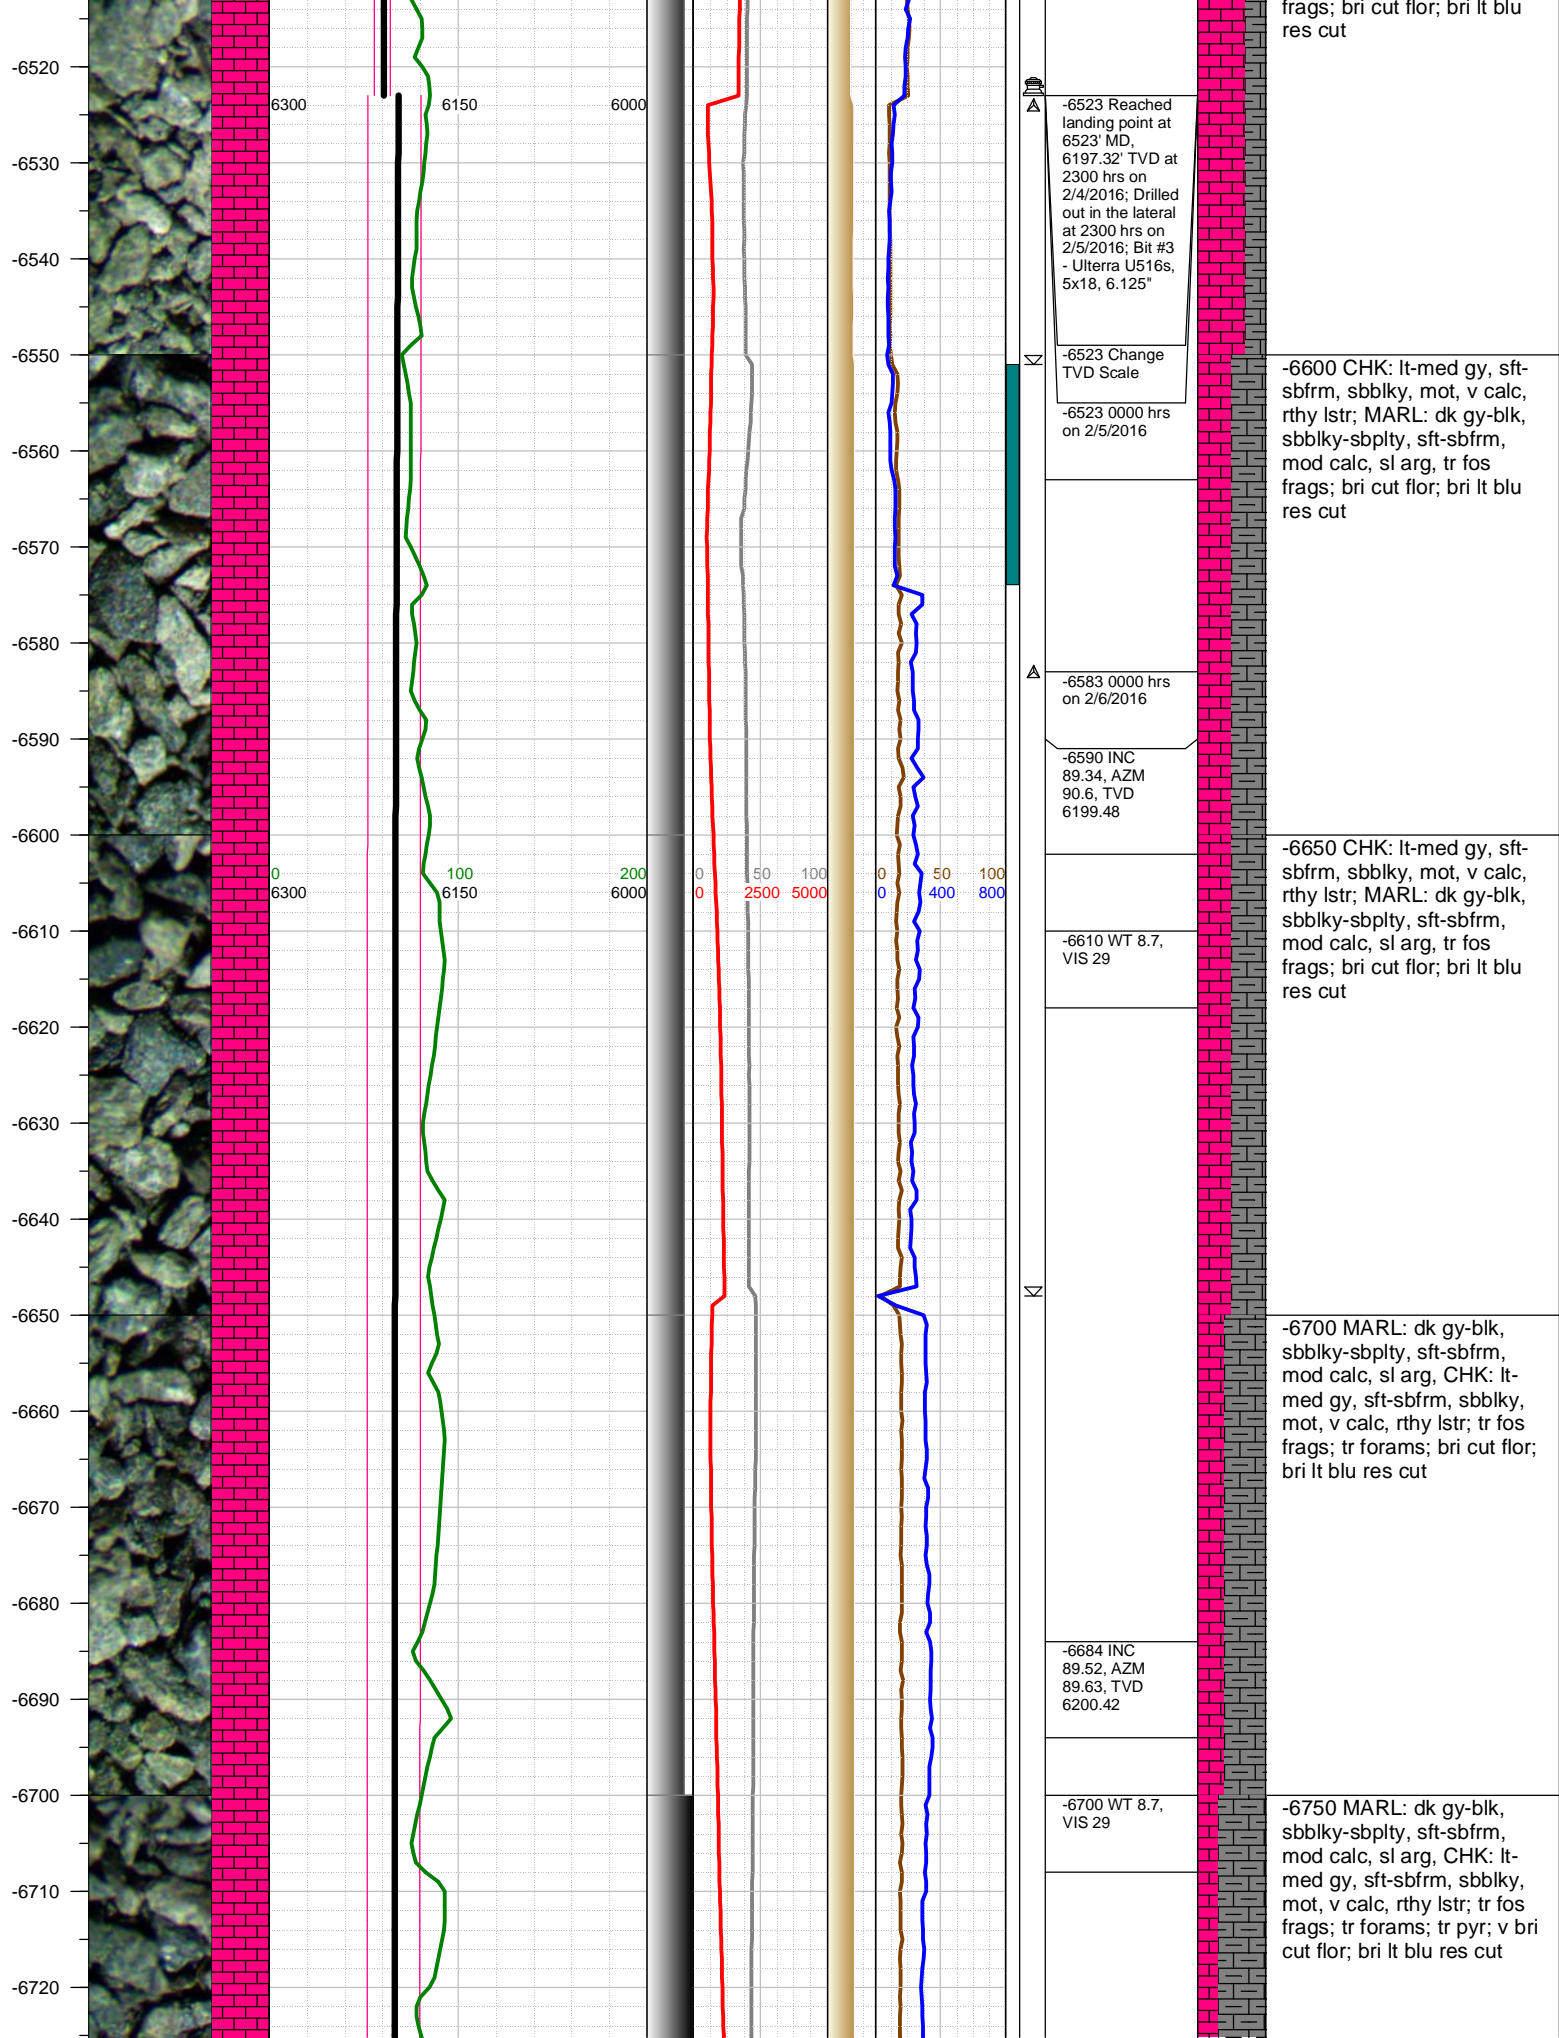 frags; bri cut flor; bri lt blu
res cut
-6520
6300 6150 6000
-6523 Reached
landing point at
6523' MD,
6197.32' TVD at
2300 hrs on
2/4/2016; Drilled
out in the lateral
at 2300 hrs on
2/5/2016; Bit #3
- Ulterra U516s,
5x18, 6.125"
-6530
-6540
-6550
-6523 Change
TVD Scale
-6523 0000 hrs
on 2/5/2016
-6600 CHK: lt-med gy, sft-
sbfrm, sbblky, mot, v calc,
rthy lstr; MARL: dk gy-blk,
sbblky-sbplty, sft-sbfrm,
mod calc, sl arg, tr fos
frags; bri cut flor; bri lt blu
res cut
-6560
-6570
-6580
-6583 0000 hrs
on 2/6/2016
-6590
-6590 INC
89.34, AZM
90.6, TVD
6199.48
-6600
0 100 200 0 50 100 0 50 100
6300 6150 6000 0 2500 5000 0 400 800
-6650 CHK: lt-med gy, sft-
sbfrm, sbblky, mot, v calc,
rthy lstr; MARL: dk gy-blk,
sbblky-sbplty, sft-sbfrm,
mod calc, sl arg, tr fos
frags; bri cut flor; bri lt blu
res cut
-6610
-6610 WT 8.7,
VIS 29
-6620
-6630
-6640
-6650
-6700 MARL: dk gy-blk,
sbblky-sbplty, sft-sbfrm,
mod calc, sl arg, CHK: lt-
med gy, sft-sbfrm, sbblky,
mot, v calc, rthy lstr; tr fos
frags; tr forams; bri cut flor;
bri lt blu res cut
-6660
-6670
-6680
-6684 INC
89.52, AZM
89.63, TVD
6200.42
-6690
-6700
-6700 WT 8.7,
VIS 29
-6750 MARL: dk gy-blk,
sbblky-sbplty, sft-sbfrm,
mod calc, sl arg, CHK: lt-
med gy, sft-sbfrm, sbblky,
mot, v calc, rthy lstr; tr fos
frags; tr forams; tr pyr; v bri
cut flor; bri lt blu res cut
-6710
-6720